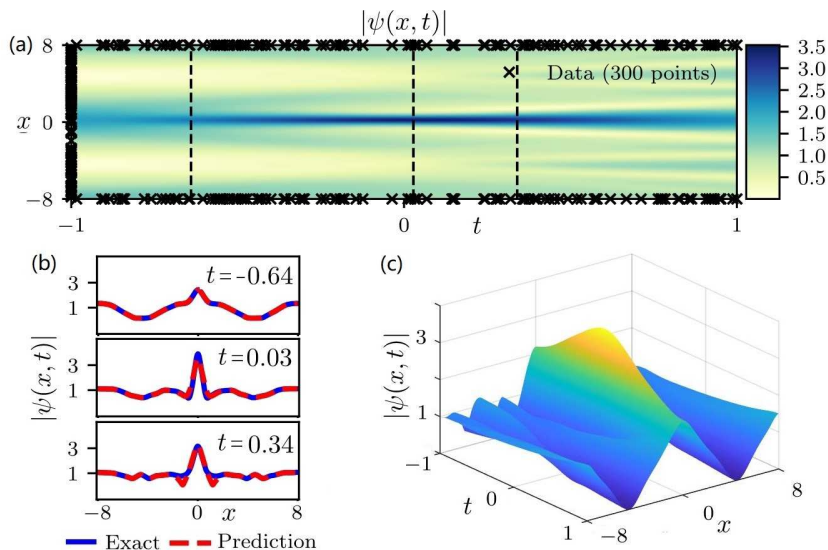 |ψ(x, t)|
(a)
8
x
0
−8
−1
0
t
1
Data (300 points)
3.5
3.0
2.5
2.0
1.5
1.0
0.5
(b)
t=-0.64
3
1
t=0.03
3
1
t=0.34
3
1
|ψ(x, t)|
−8
0
x
8
Exact
Prediction
(c)
|ψ(x, t)|
3
1
−1
0
t
1
−8
0
x
8